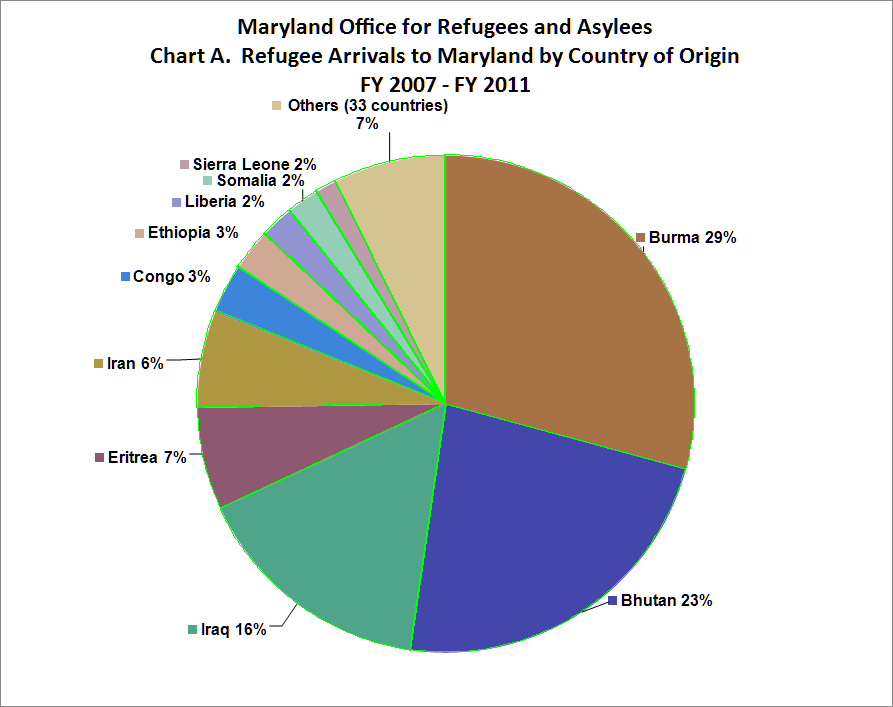 Maryland Office for Refugees and Asylees
Chart A.  Refugee Arrivals to Maryland by Country of Origin
FY 2007 - FY 2011
Others (33 countries)
7%
Sierra Leone 2%
Somalia 2%
Liberia 2%
Ethiopia 3%
Congo 3%
Iran 6%
Eritrea 7%
Iraq 16%
Burma 29%
Bhutan 23%